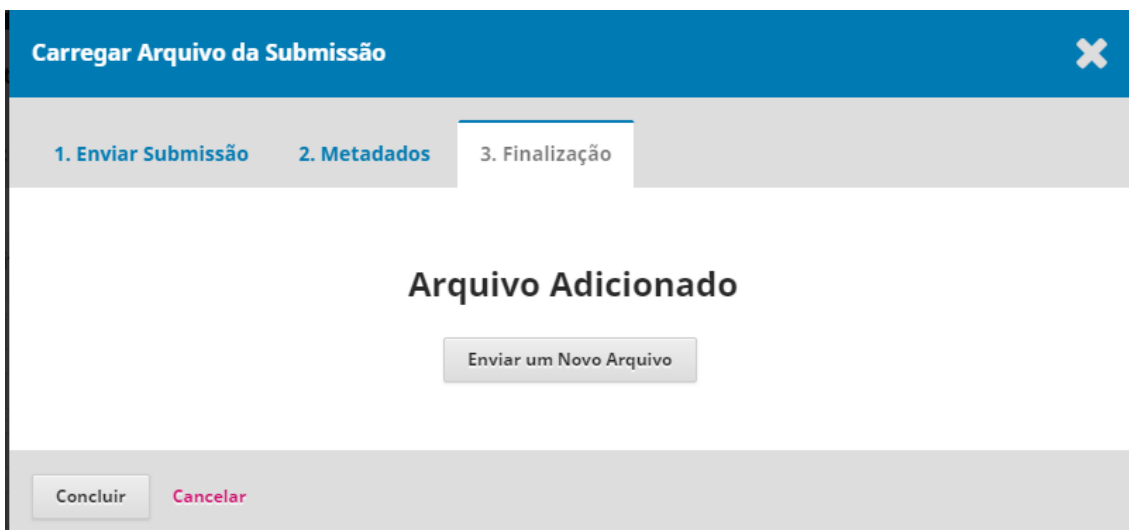 Carregar Arquivo da Submissão
1. Enviar Submissão 2. Metadados 3. Finalização
Arquivo Adicionado
Enviar um Novo Arquivo
Concluir Cancelar